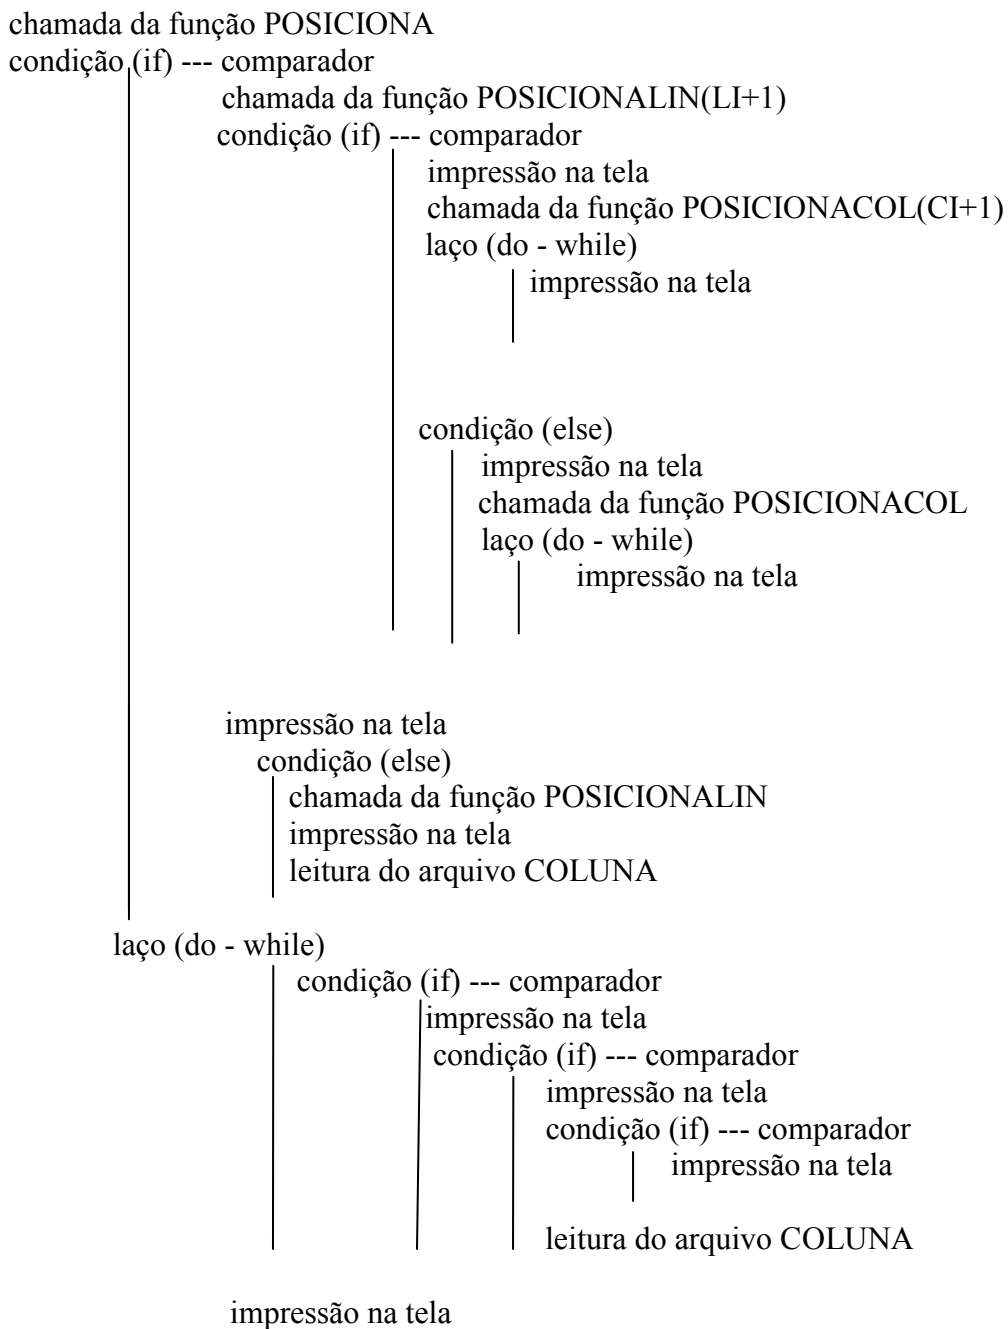 chamada da função POSICIONA
condição (if) --- comparador
chamada da função POSICIONALIN(LI+1)
condição (if) --- comparador
impressão na tela
chamada da função POSICIONACOL(CI+1)
laço (do - while)
impressão na tela
condição (else)
impressão na tela
chamada da função POSICIONACOL
laço (do - while)
impressão na tela
impressão na tela
condição (else)
chamada da função POSICIONALIN
impressão na tela
leitura do arquivo COLUNA
laço (do - while)
condição (if) --- comparador
impressão na tela
condição (if) --- comparador
impressão na tela
condição (if) --- comparador
impressão na tela
leitura do arquivo COLUNA
impressão na tela